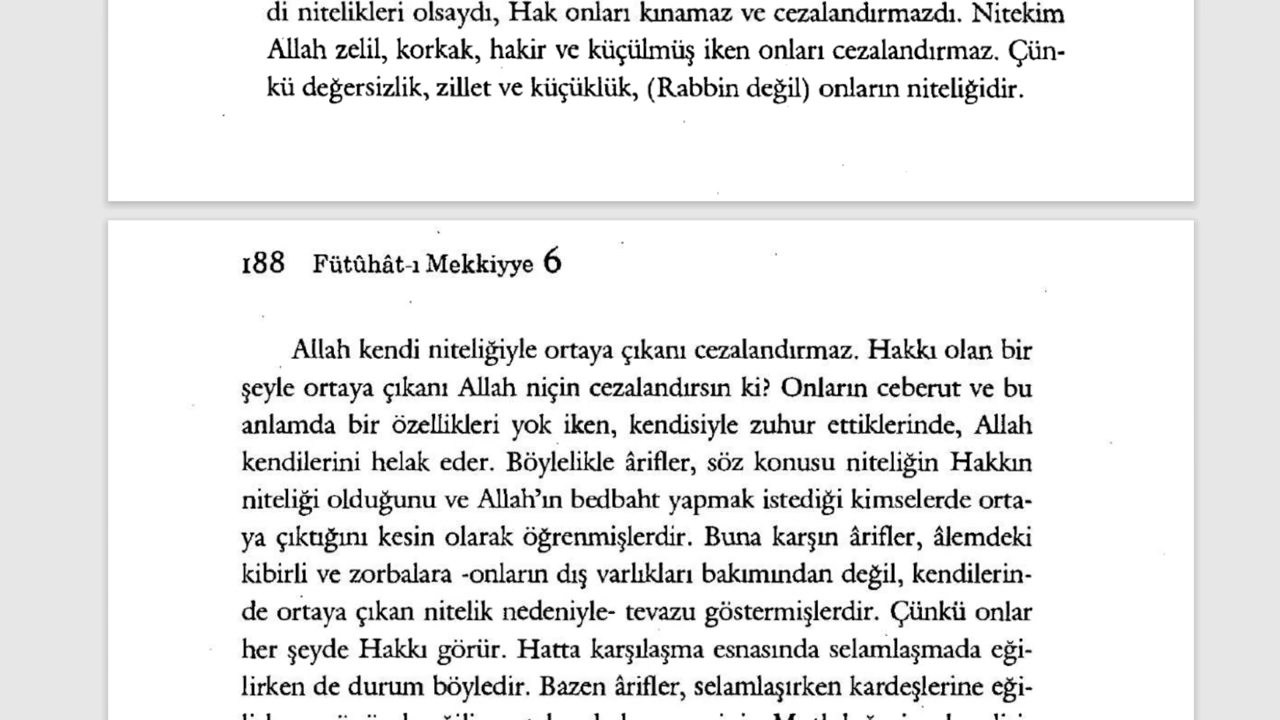 di nitelikleri olsaydı, Hak onları kınamaz ve cezalandırmazdı. Nitekim
Allah zelil, korkak, hakir ve küçülmüş iken onları cezalandırmaz. Çün-
kü değersizlik, zillet ve küçüklük, (Rabbin değil) onların niteliğidir.
188 Fütûhât-ı Mekkiyye 6
Allah kendi niteliğiyle ortaya çıkanı cezalandırmaz. Hakkı olan bir
şeyle ortaya çıkanı Allah niçin cezalandırsın ki? Onların ceberut ve bu
anlamda bir özellikleri yok iken, kendisiyle zuhur ettiklerinde, Allah
kendilerini helak eder. Böylelikle ârifler, söz konusu niteliğin Hakkın
niteliği olduğunu ve Allah'ın bedbaht yapmak istediği kimselerde orta-
ya çıktığını kesin olarak öğrenmişlerdir. Buna karşın ârifler, âlemdeki
kibirli ve zorbalara -onların dış varlıkları bakımından değil, kendilerin-
de ortaya çıkan nitelik nedeniyle- tevazu göstermişlerdir. Çünkü onlar
her şeyde Hakkı görür. Hatta karşılaşma esnasında selamlaşmada eği-
lirken de durum böyledir. Bazen ârifler, selamlaşırken kardeşlerine eği-